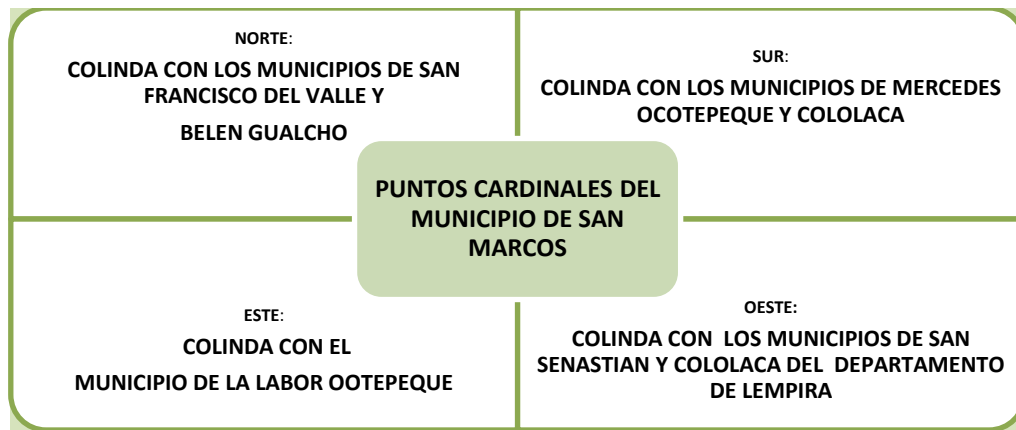 NORTE:
COLINDA CON LOS MUNICIPIOS DE SAN
FRANCISCO DEL VALLE Y
BELEN GUALCHO
SUR:
COLINDA CON LOS MUNICIPIOS DE MERCEDES
OCOTEPEQUE Y COLOLACA
PUNTOS CARDINALES DEL
MUNICIPIO DE SAN
MARCOS
ESTE:
COLINDA CON EL
MUNICIPIO DE LA LABOR OOTEPEQUE
OESTE:
COLINDA CON LOS MUNICIPIOS DE SAN
SENASTIAN Y COLOLACA DEL DEPARTAMENTO
DE LEMPIRA